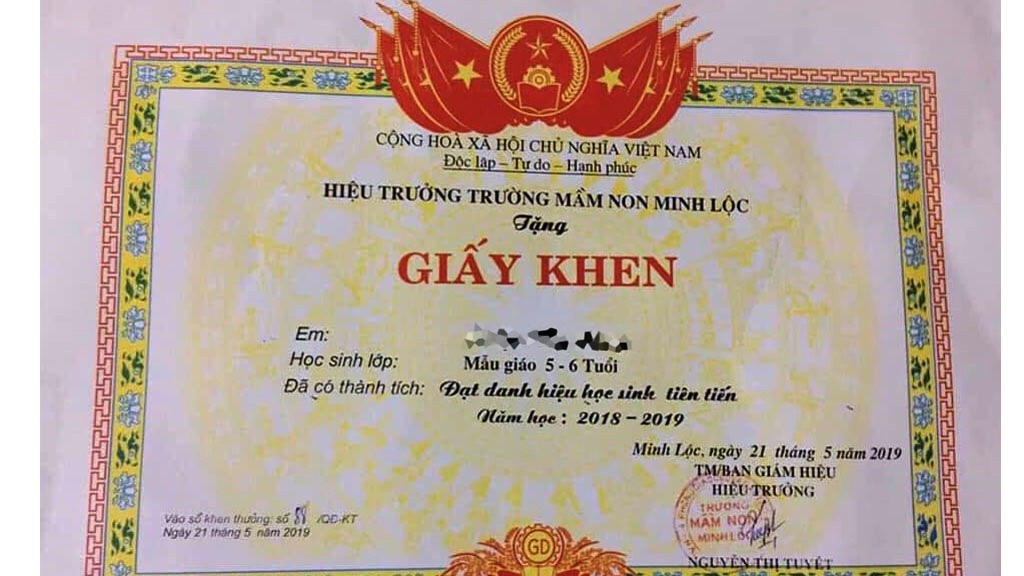 CỘNG HOÀ XÃ HỘI CHỦ NGHĨA VIỆT NAM
Độc lập – Tự do – Hạnh phúc
HIỆU TRƯỞNG TRƯỜNG MẦM NON MINH LỘC
Tặng
GIẤY KHEN
Em:
Học sinh lớp: Mẫu giáo 5 - 6 Tuổi
Đã có thành tích: Đạt danh hiệu học sinh tiên tiến
Năm học : 2018 – 2019
Minh Lộc, ngày 21 tháng 5 năm 2019
TM/BAN GIÁM HIỆU
HIỆU TRƯỞNG
TRƯỜNG
MẦM NON
MINH LỘC
Vào sổ khen thưởng: số 88 /QĐ-KT
Ngày 21 tháng 5 năm 2019
NGUYỄN THỊ TUYẾT
GD